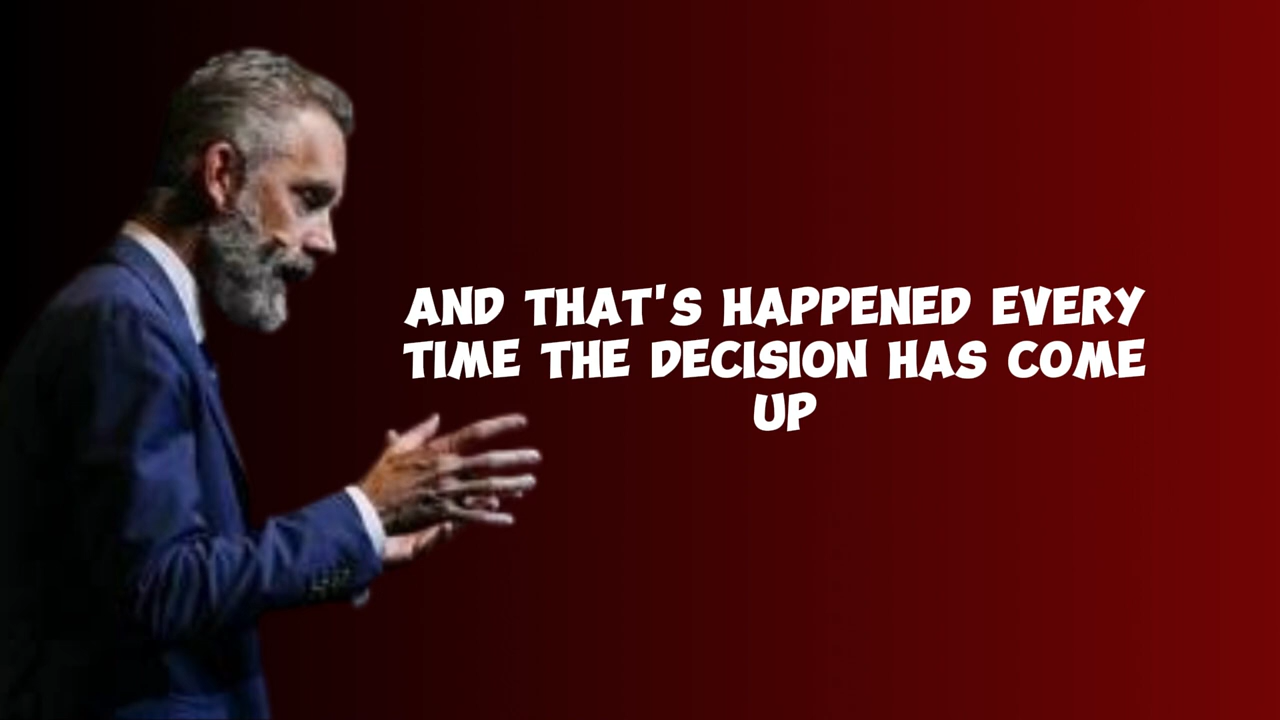 AND THAT'S HAPPENED EVERY
TIME THE DECISION HAS COME
UP